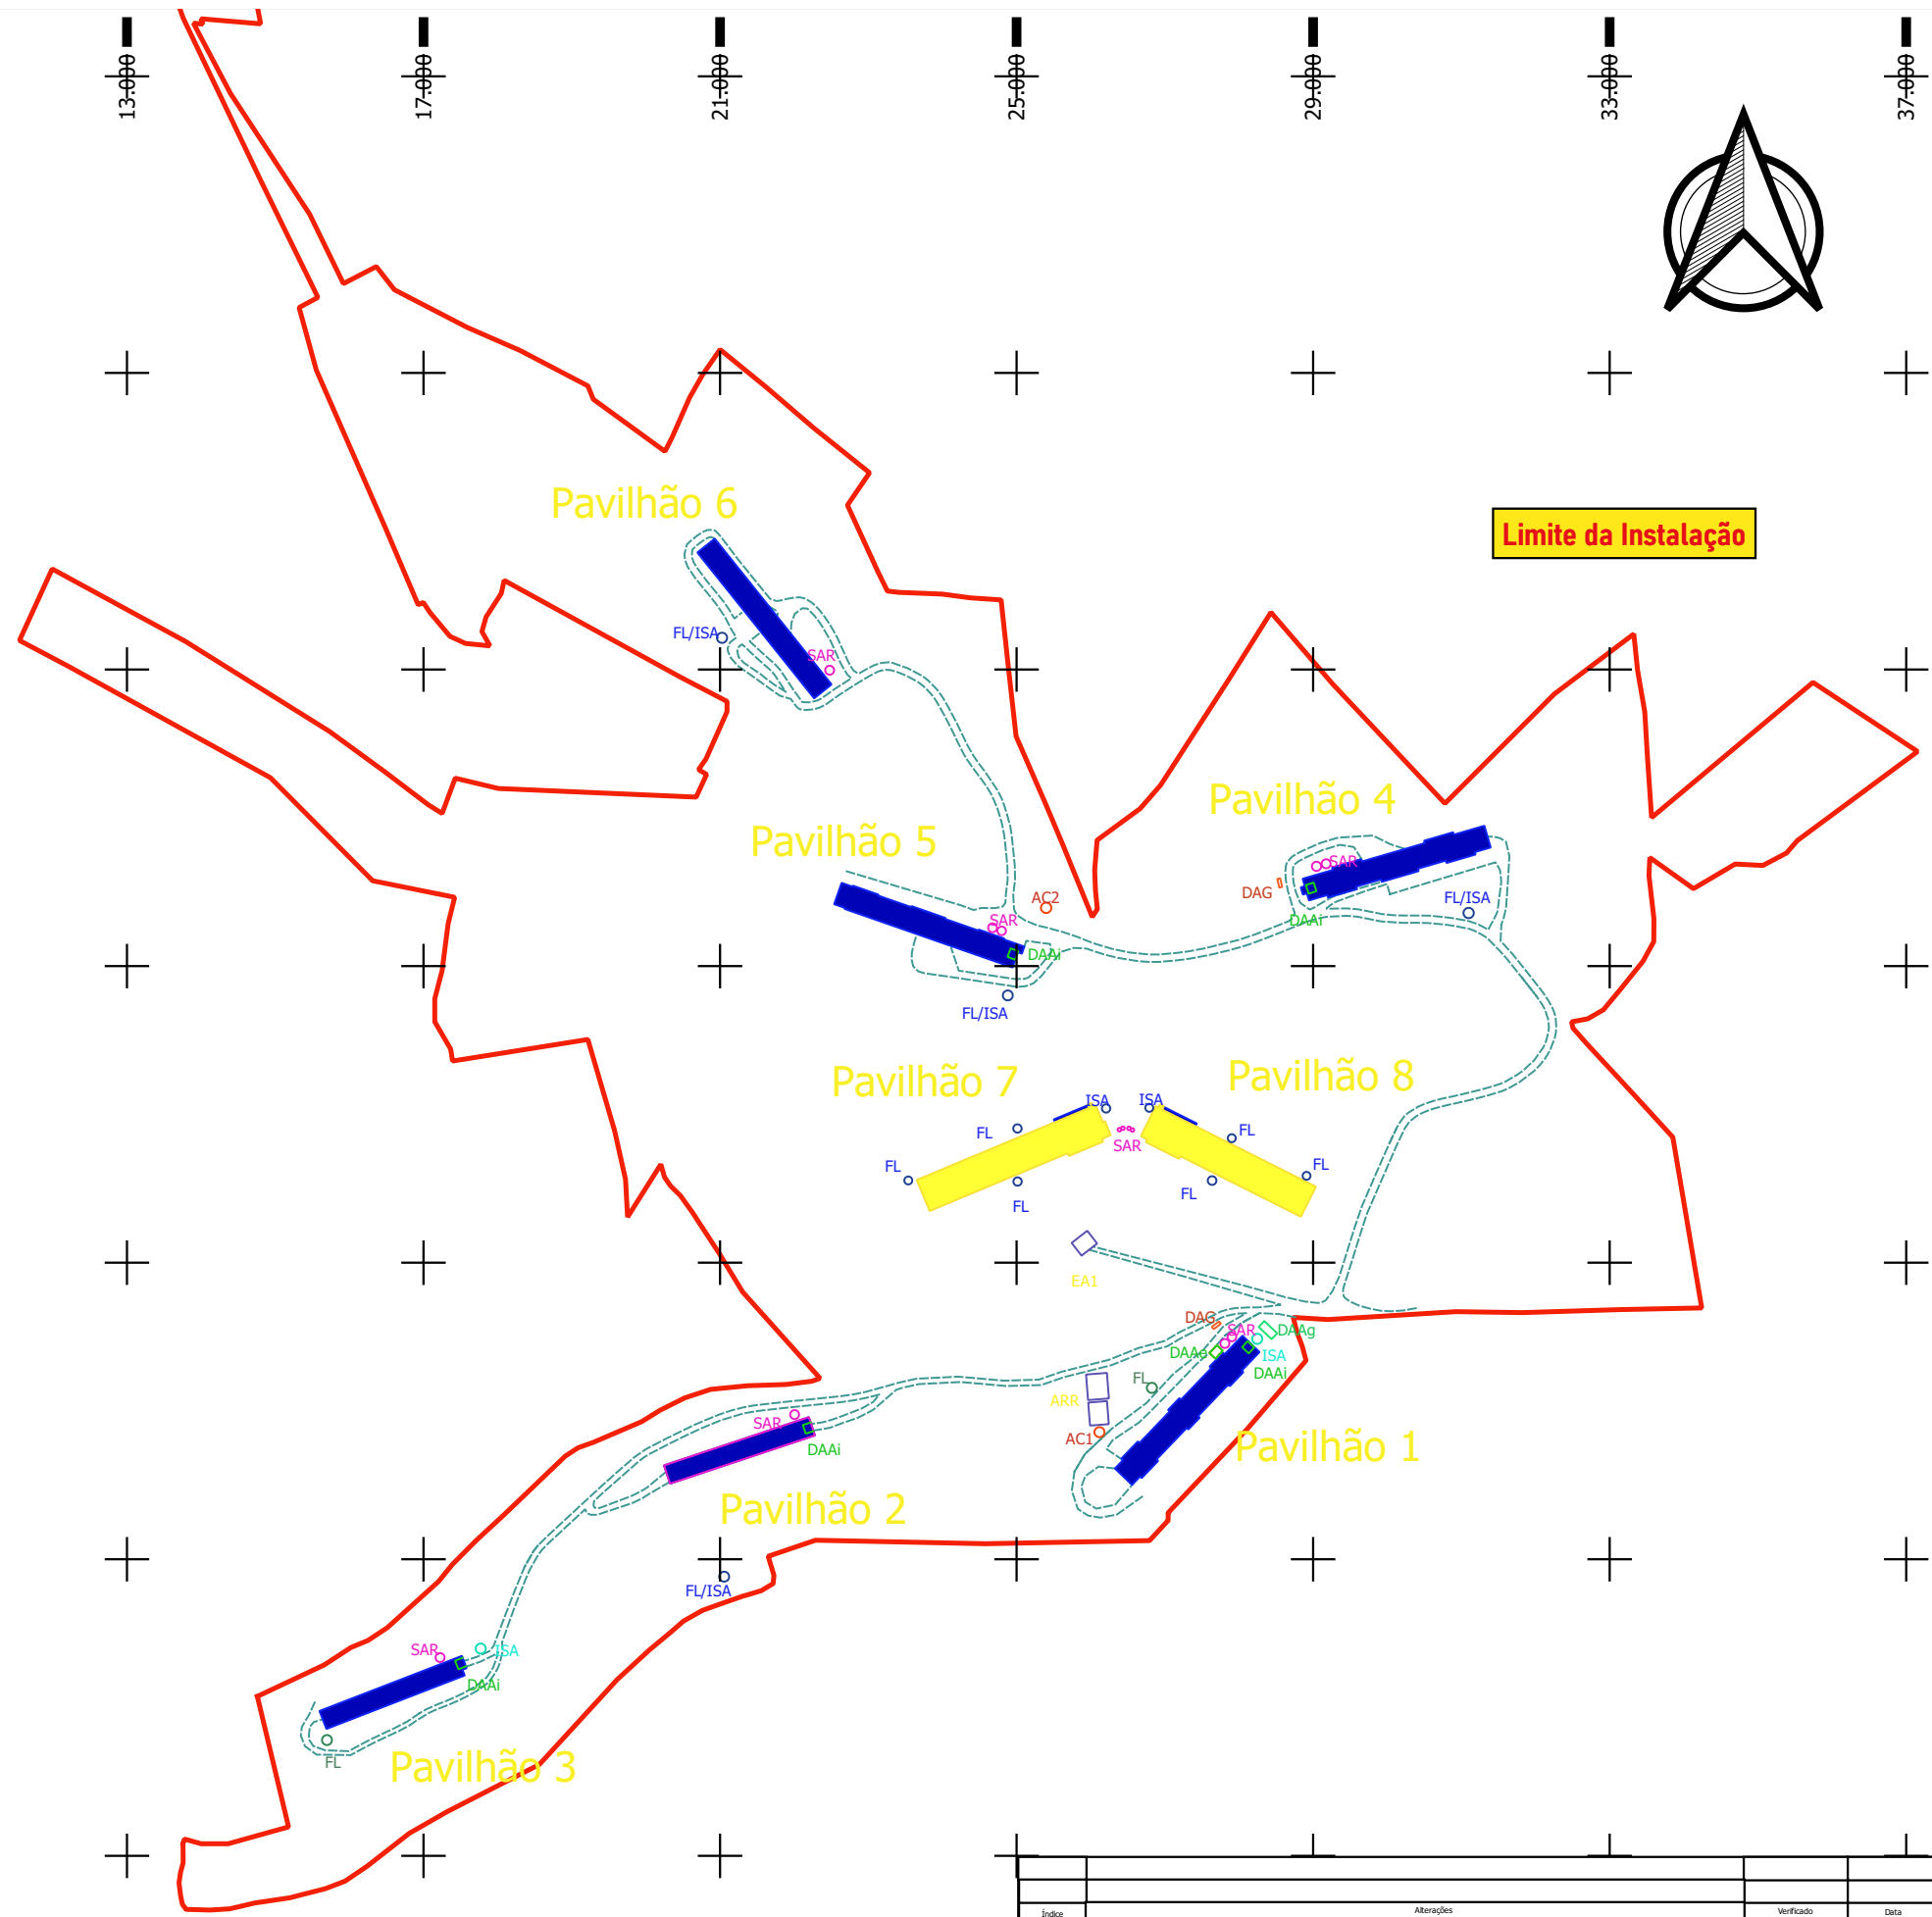 13.000
17.000
21.000
25.000
29.000
33.000
37.000
Pavilhão 6
Limite da Instalação
FL/ISA
SAR
Pavilhão 4
Pavilhão 5
SAR
DAG
AC2
FL/ISA
SAR
DAAi
DAAi
FL/ISA
Pavilhão 7
Pavilhão 8
ISA
ISA
FL
FL
SAR
FL
FL
FL
FL
EA1
DAG
SAR
DAAg
DAAe
ISA
DAAi
FL
ARR
SAR
AC1
DAAi
Pavilhão 1
Pavilhão 2
FL/ISA
SAR
ISA
DAAi
FL
Pavilhão 3
Índice
Alterações
Verificado
Data